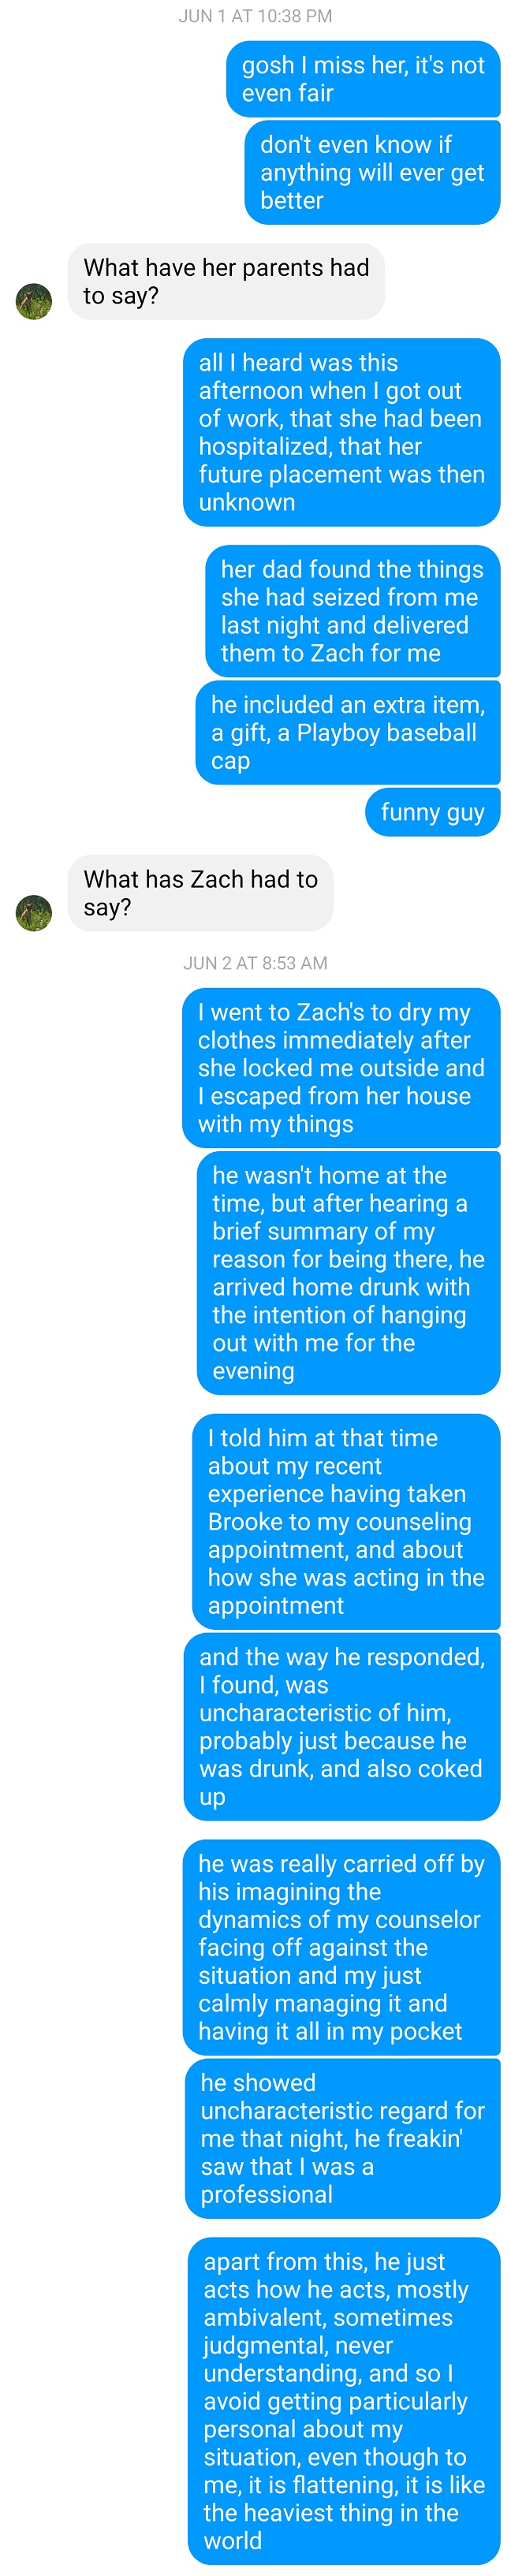 JUN 1 AT 10:38 PM
gosh I miss her, it's not
even fair
don't even know if
anything will ever get
better
What have her parents had
to say?
all I heard was this
afternoon when I got out
of work, that she had been
hospitalized, that her
future placement was then
unknown
her dad found the things
she had seized from me
last night and delivered
them to Zach for me
he included an extra item,
a gift, a Playboy baseball
cap
funny guy
What has Zach had to
say?
JUN 2 AT 8:53 AM
I went to Zach's to dry my
clothes immediately after
she locked me outside and
I escaped from her house
with my things
he wasn't home at the
time, but after hearing a
brief summary of my
reason for being there, he
arrived home drunk with
the intention of hanging
out with me for the
evening
I told him at that time
about my recent
experience having taken
Brooke to my counseling
appointment, and about
how she was acting in the
appointment
and the way he responded,
I found, was
uncharacteristic of him,
probably just because he
was drunk, and also coked
up
he was really carried off by
his imagining the
dynamics of my counselor
facing off against the
situation and my just
calmly managing it and
having it all in my pocket
he showed
uncharacteristic regard for
me that night, he freakin'
saw that I was a
professional
apart from this, he just
acts how he acts, mostly
ambivalent, sometimes
judgmental, never
understanding, and so I
avoid getting particularly
personal about my
situation, even though to
me, it is flattening, it is like
the heaviest thing in the
world